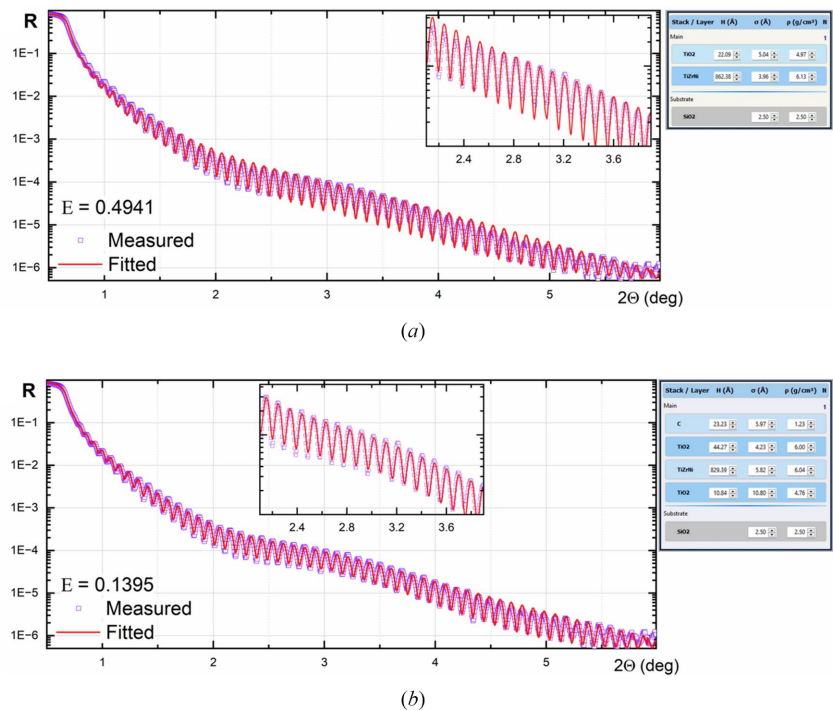 R
1E−1
1E−2
1E−3
1E−4
1E−5
1E−6
E = 0.4941
Measured
Fitted
1 2 3 4 5
2Θ (deg)
2.4 2.8 3.2 3.6
Stack / Layer H (Å) σ (Å) ρ (g/cm³) N
Main 1
TiO2 22.09 5.04 4.97
TiZrNi 862.38 3.96 6.13
Substrate
SiO2 2.50 2.50
(a)
R
1E−1
1E−2
1E−3
1E−4
1E−5
1E−6
E = 0.1395
Measured
Fitted
1 2 3 4 5
2Θ (deg)
2.4 2.8 3.2 3.6
Stack / Layer H (Å) σ (Å) ρ (g/cm³) N
Main 1
C 23.23 5.97 1.23
TiO2 44.27 4.23 6.00
TiZrNi 829.39 5.82 6.04
TiO2 10.84 10.80 4.76
Substrate
SiO2 2.50 2.50
(b)